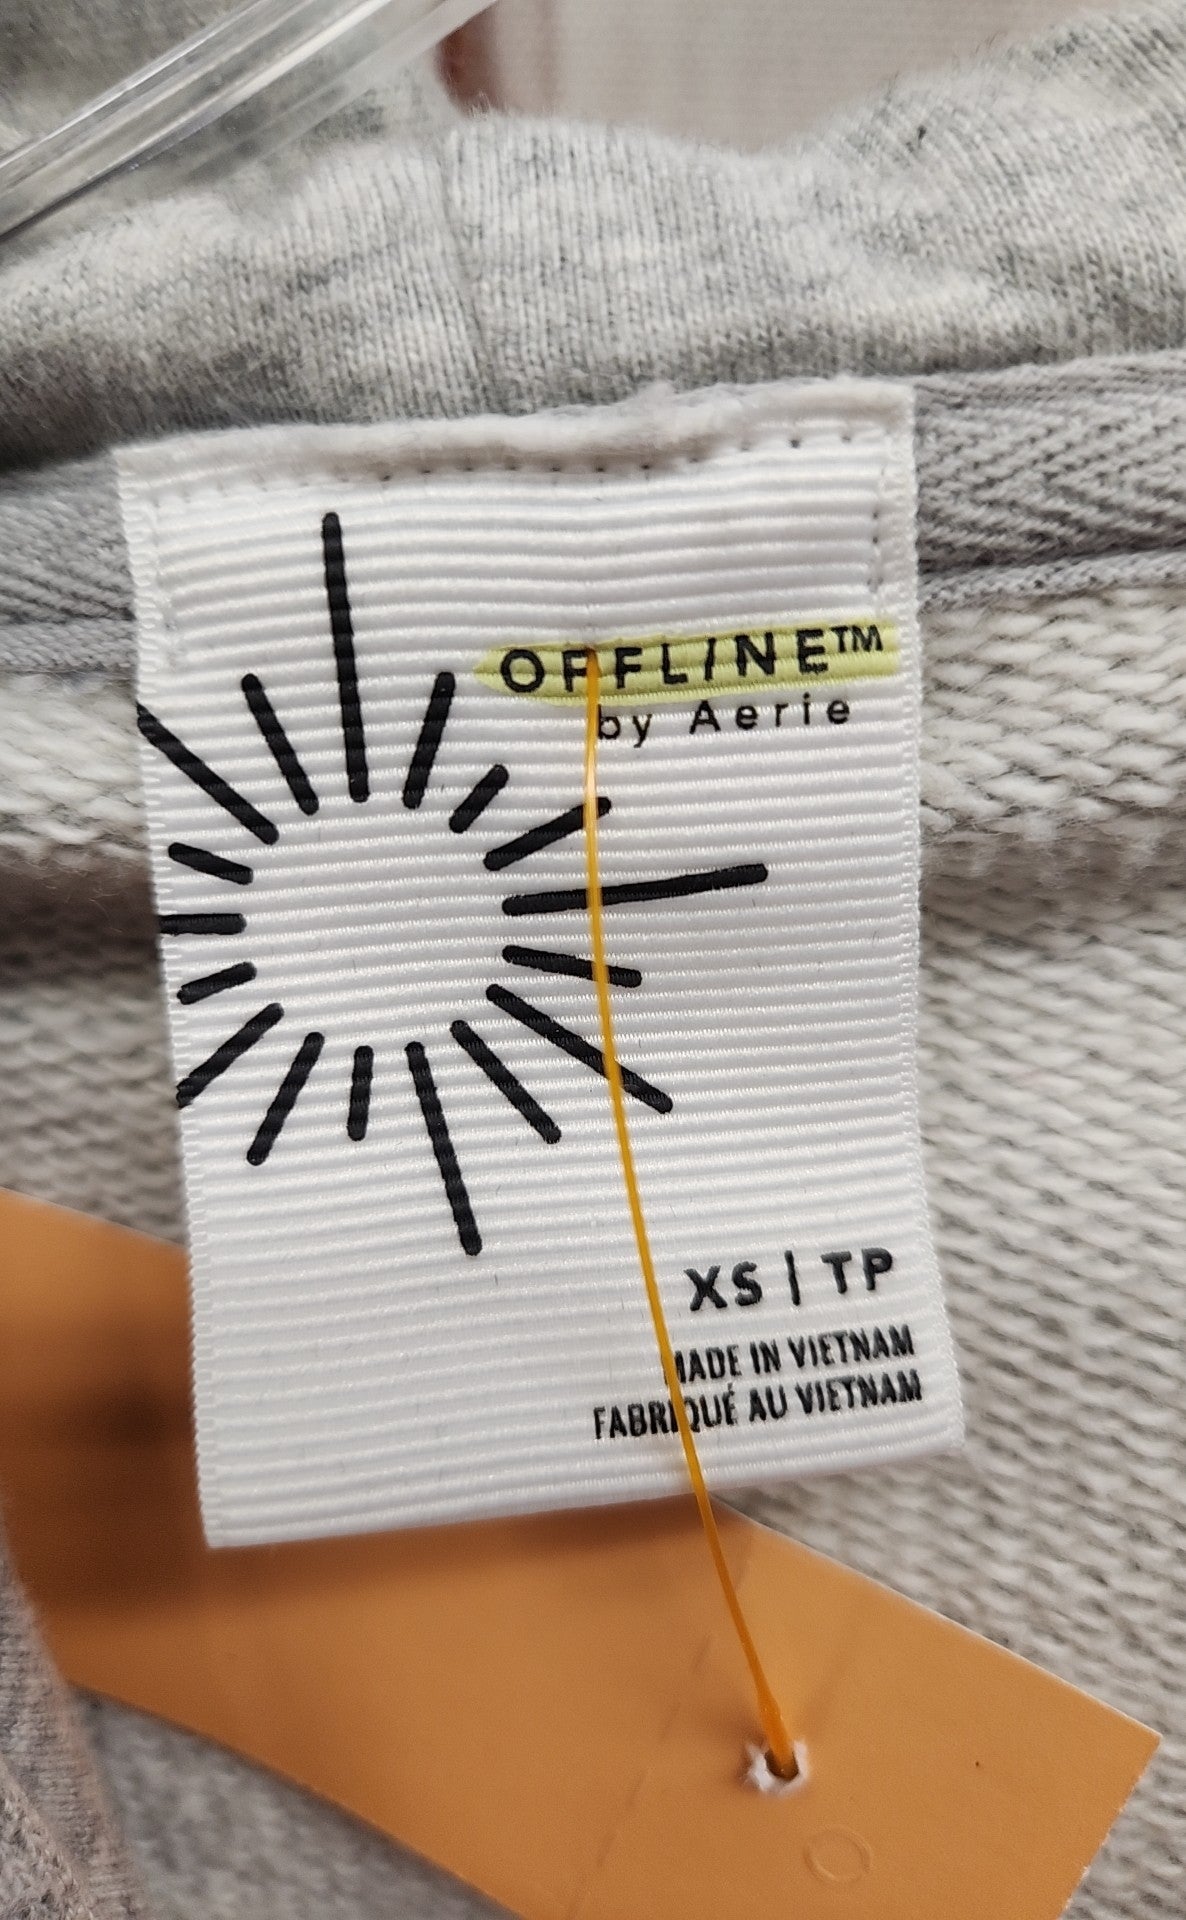 OFFLINE™
by Aerie
XS | TP
MADE IN VIETNAM
FABRIQUÉ AU VIETNAM